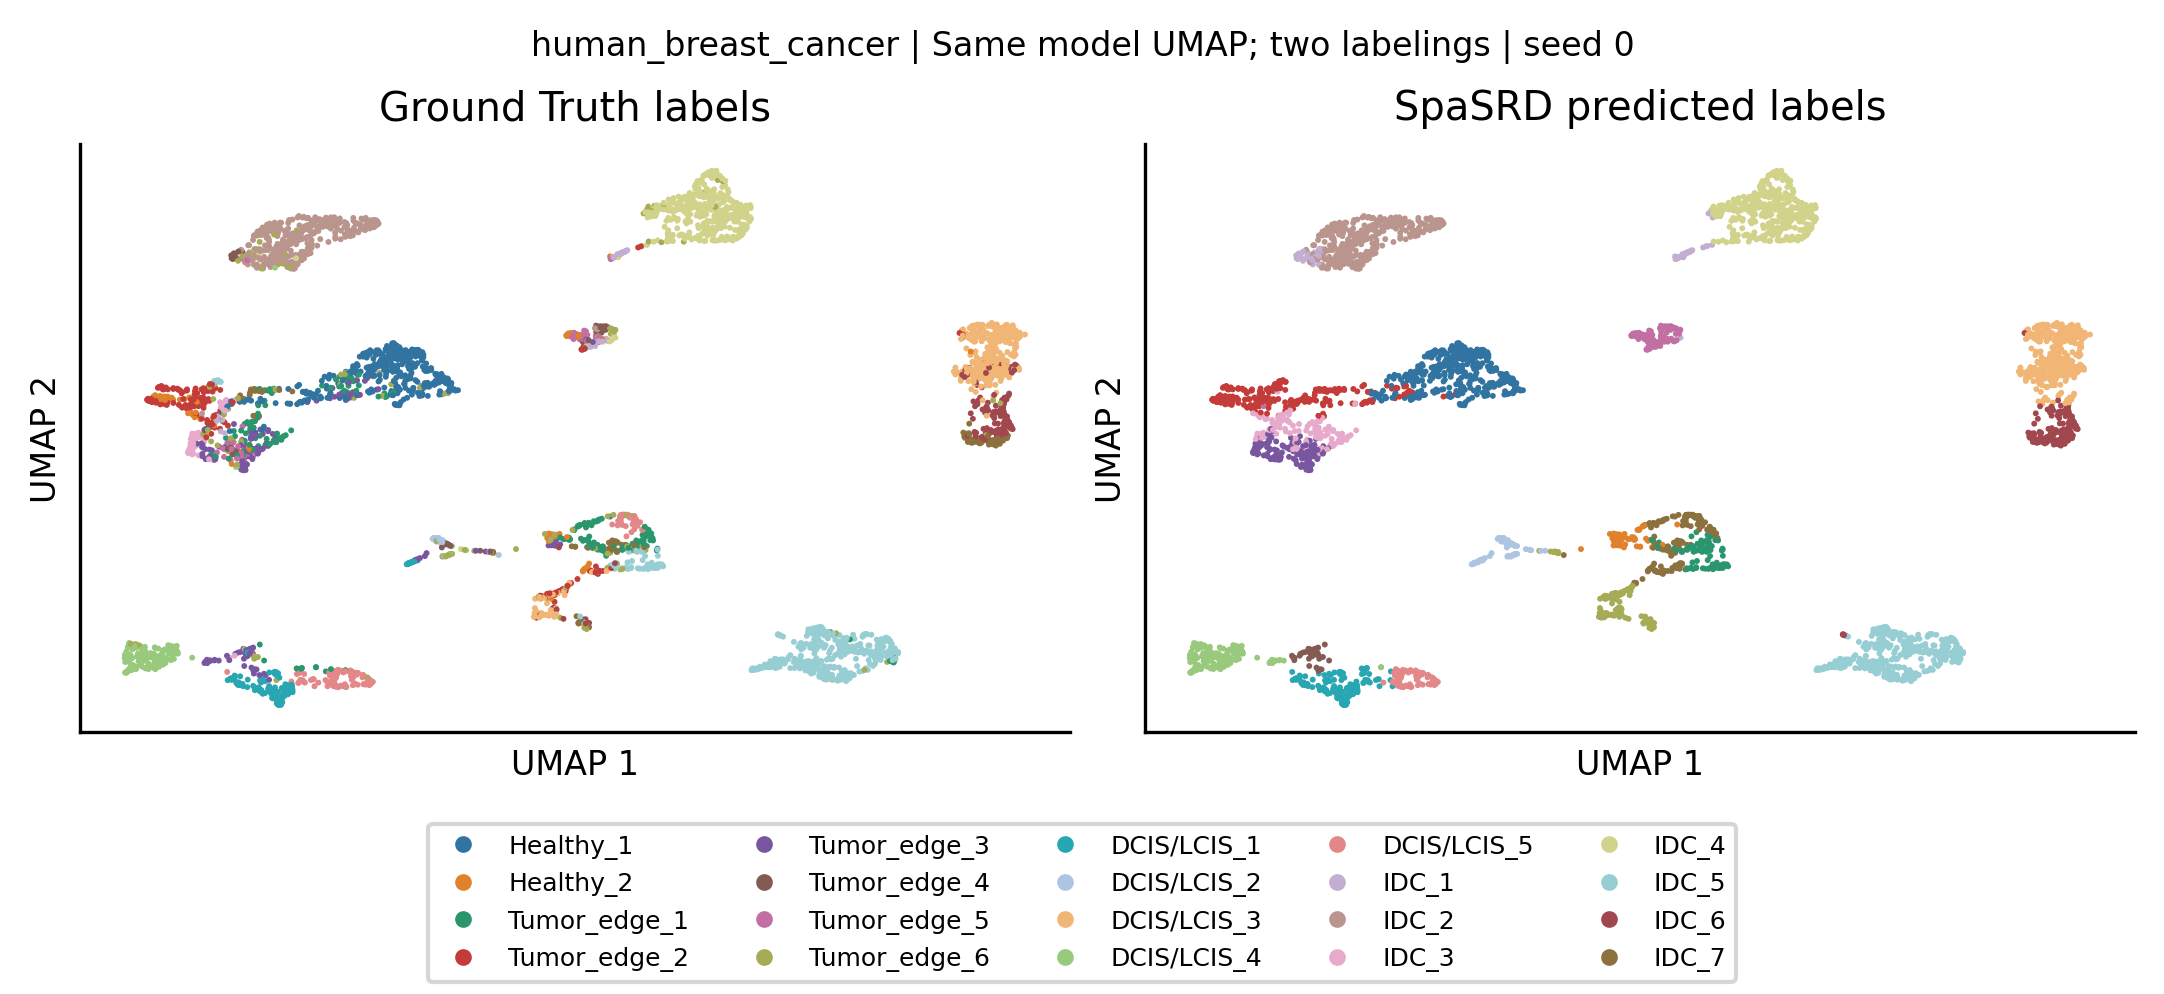 human_breast_cancer | Same model UMAP; two labelings | seed 0
Ground Truth labels
SpaSRD predicted labels
UMAP 2
UMAP 2
UMAP 1
UMAP 1
Healthy_1
Healthy_2
Tumor_edge_1
Tumor_edge_2
Tumor_edge_3
Tumor_edge_4
Tumor_edge_5
Tumor_edge_6
DCIS/LCIS_1
DCIS/LCIS_2
DCIS/LCIS_3
DCIS/LCIS_4
DCIS/LCIS_5
IDC_1
IDC_2
IDC_3
IDC_4
IDC_5
IDC_6
IDC_7